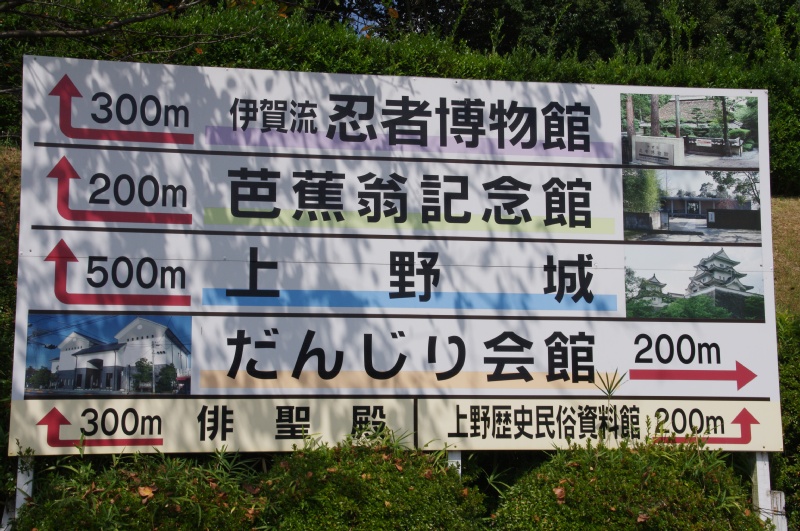 300m 伊賀流 忍者博物館
200m 芭蕉翁記念館
500m 上野城
だんじり会館 200m
300m 俳聖殿
上野歴史民俗資料館 200m